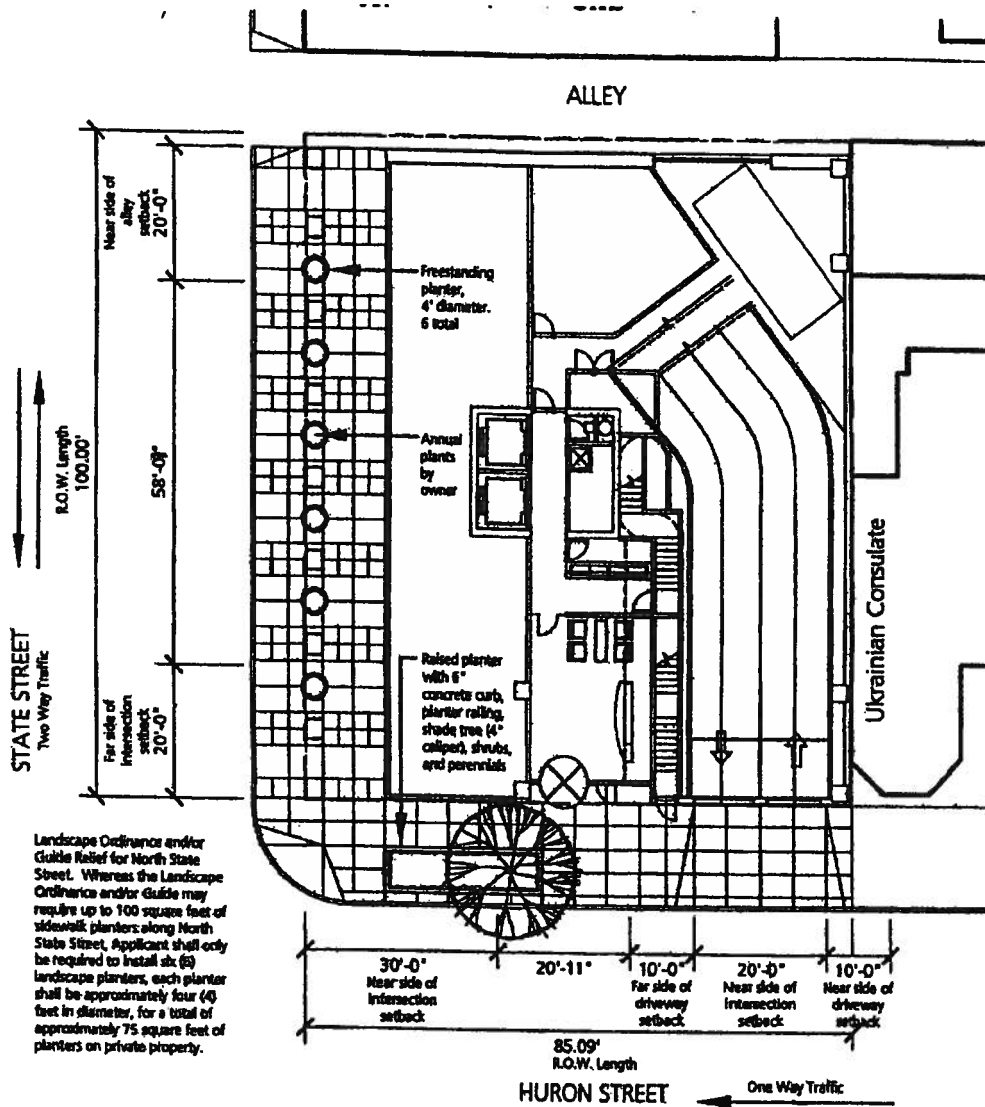 ALLEY
Near side of
alley
setback
20'-0"
R.O.W. Length
100.00'
58'-0"
Far side of
intersection
setback
20'-0"
STATE STREET
Two Way Traffic
Freestanding
planter,
4' diameter.
6 total
Annual
plants
by
owner
Raised planter
with 6"
concrete curb,
planter railing,
shade tree (4"
caliper), shrubs,
and perennials
Ukrainian Consulate
Landscape Ordinance and/or
Guide Relief for North State
Street. Whereas the Landscape
Ordinance and/or Guide may
require up to 100 square feet of
sidewalk planters along North
State Street, Applicant shall only
be required to install six (6)
landscape planters, each planter
shall be approximately four (4)
feet in diameter, for a total of
approximately 75 square feet of
planters on private property.
30'-0"
Near side of
intersection
setback
20'-11"
10'-0"
Far side of
driveway
setback
20'-0"
Near side of
intersection
setback
10'-0"
Near side of
driveway
setback
85.09'
R.O.W. Length
HURON STREET
One Way Traffic